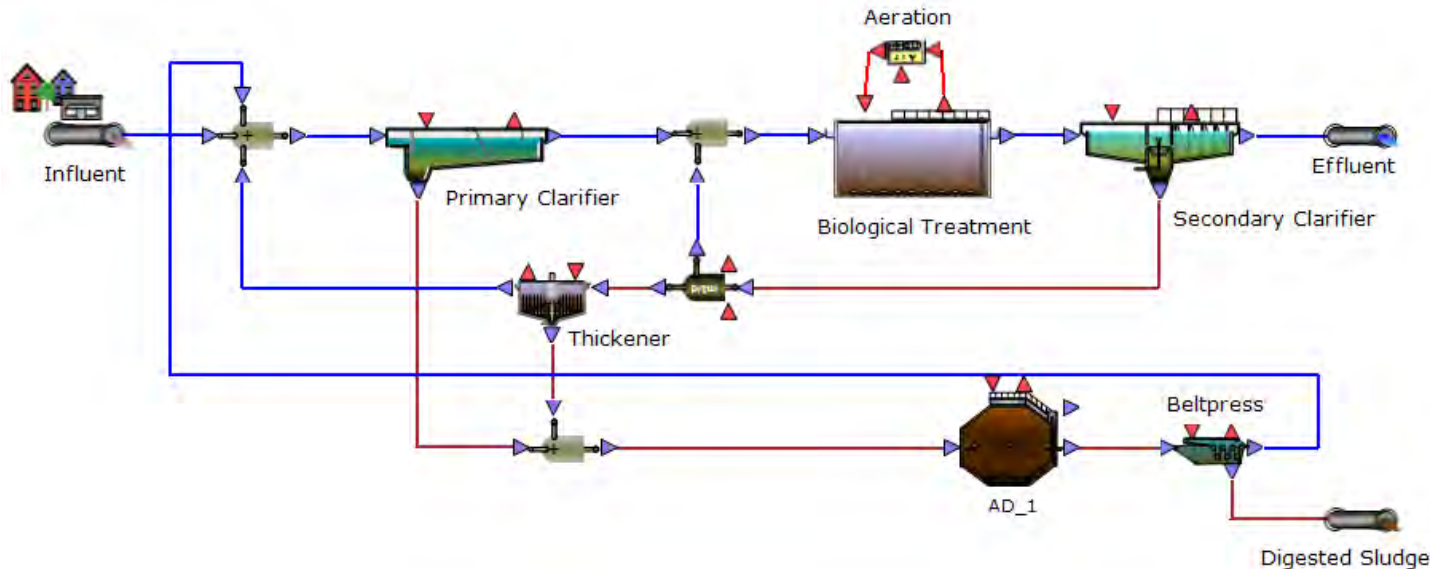 Aeration
Influent
Primary Clarifier
Biological Treatment
Secondary Clarifier
Effluent
Thickener
Beltpress
AD_1
Digested Sludge